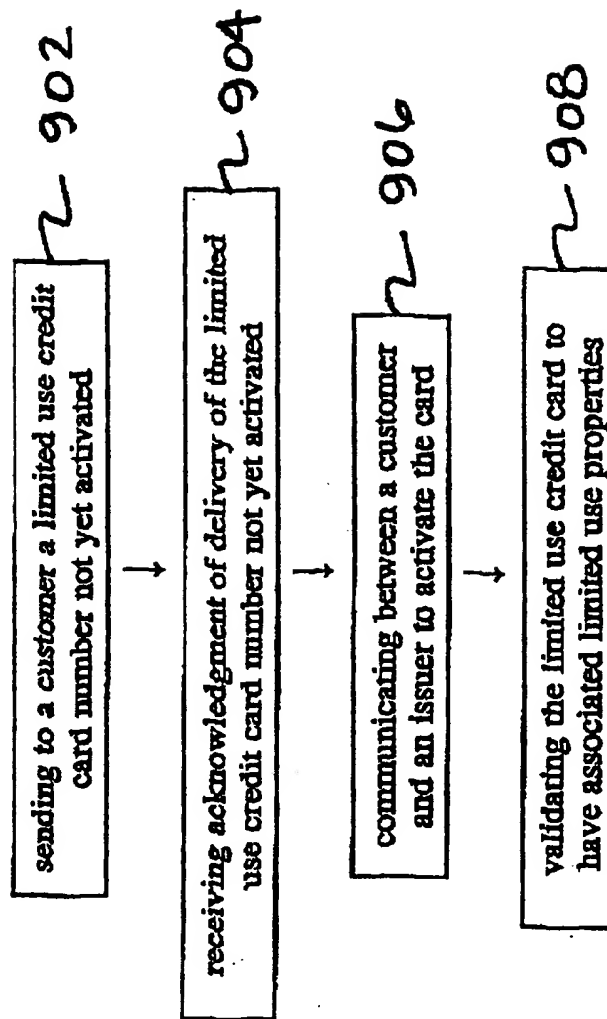 sending to a customer a limited use credit
card number not yet activated
902
receiving acknowledgment of delivery of the limited
use credit card number not yet activated
904
communicating between a customer
and an issuer to activate the card
906
validating the limited use credit card to
have associated limited use properties
908